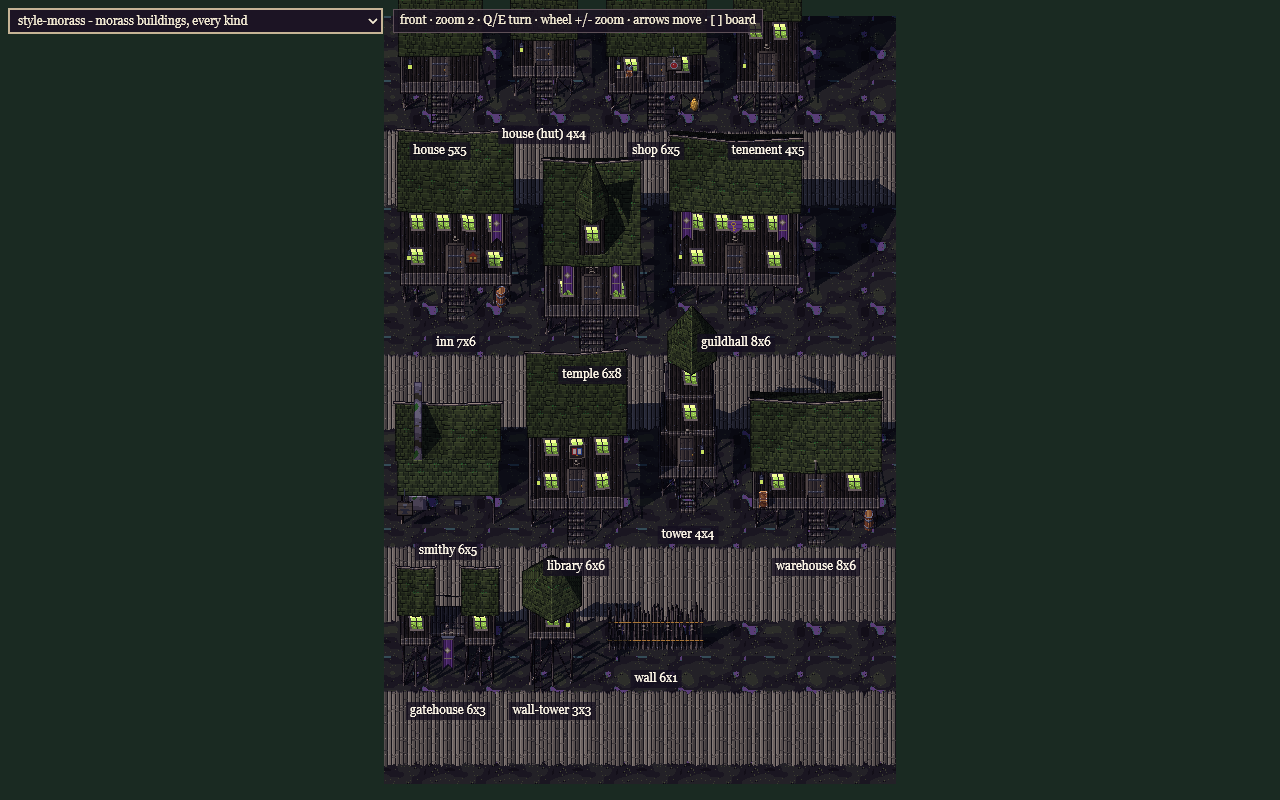 style-morass - morass buildings, every kind
front · zoom 2 · Q/E turn · wheel +/- zoom · arrows move · [ ] board
house (hut) 4x4
house 5x5
shop 6x5
tenement 4x5
inn 7x6
guildhall 8x6
temple 6x8
tower 4x4
smithy 6x5
library 6x6
warehouse 8x6
wall 6x1
gatehouse 6x3
wall-tower 3x3